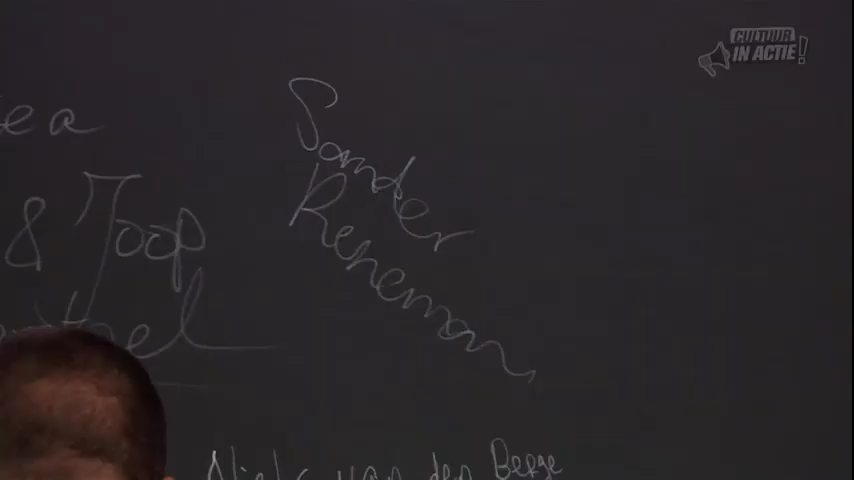 CULTUUR
IN ACTIE!
ea
& Joop
Sander
Reneman
Niels van den Berge